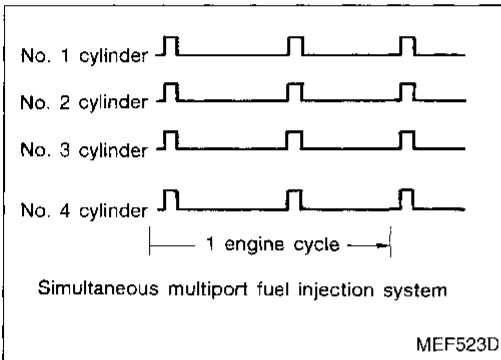 No. 1 cylinder
No. 2 cylinder
No. 3 cylinder
No. 4 cylinder
1 engine cycle
Simultaneous multiport fuel injection system
MEF523D